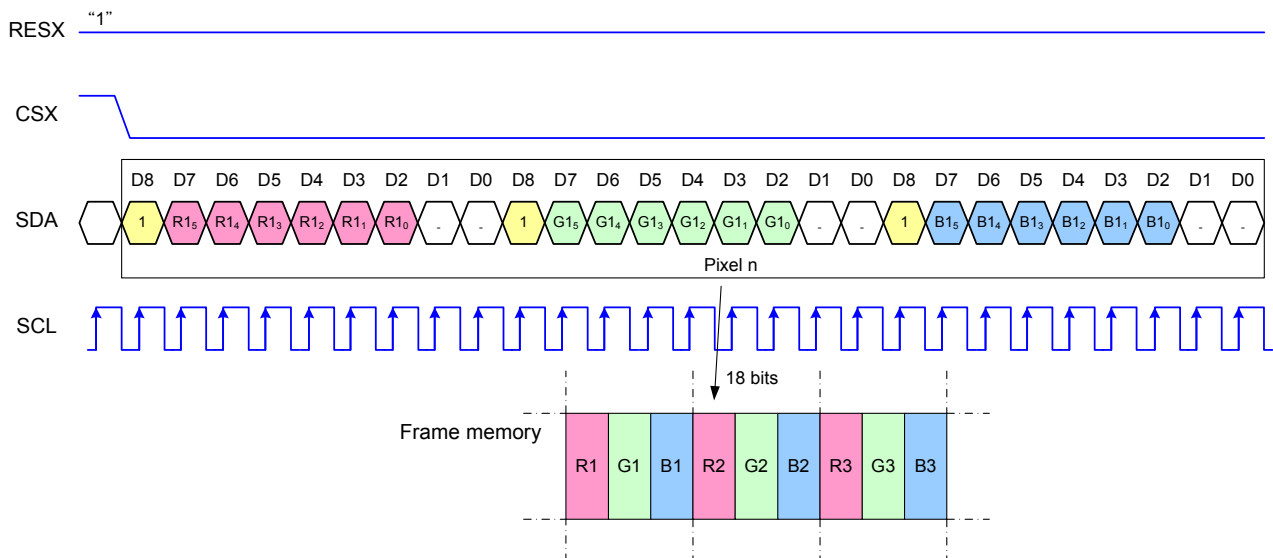 RESX “1”
CSX
D8 D7 D6 D5 D4 D3 D2 D1 D0 D8 D7 D6 D5 D4 D3 D2 D1 D0 D8 D7 D6 D5 D4 D3 D2 D1 D0
SDA 1 R1₅ R1₄ R1₃ R1₂ R1₁ R1₀ - - 1 G1₅ G1₄ G1₃ G1₂ G1₁ G1₀ - - 1 B1₅ B1₄ B1₃ B1₂ B1₁ B1₀ - -
Pixel n
SCL
18 bits
Frame memory
R1 G1 B1 R2 G2 B2 R3 G3 B3